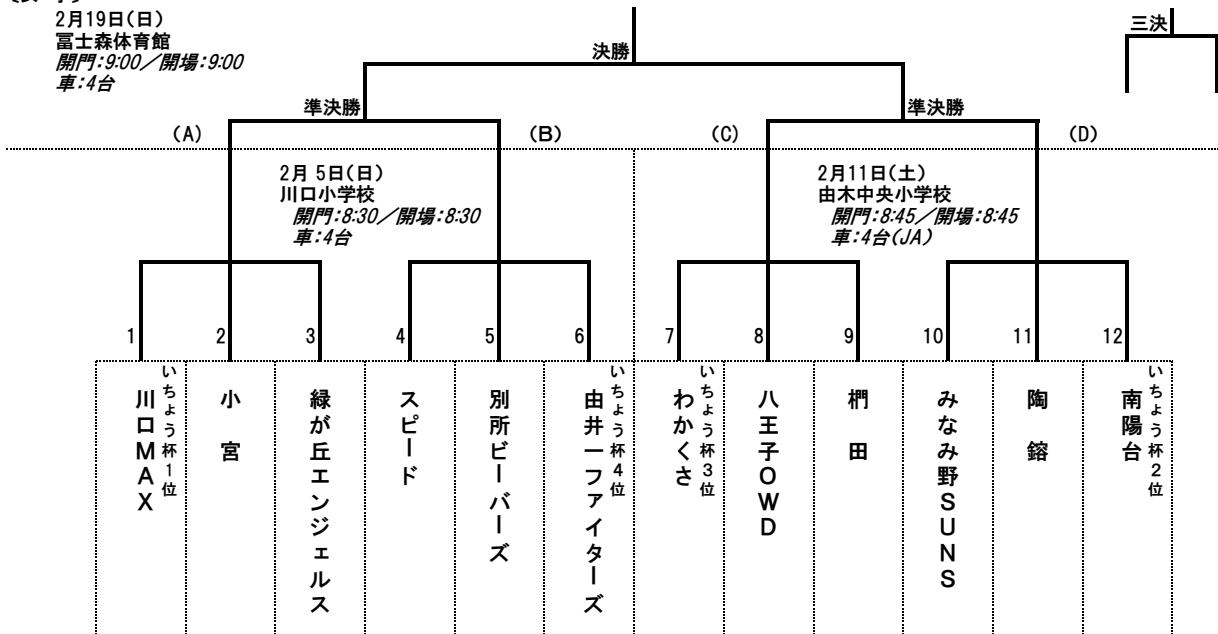 2月19日(日)
冨士森体育館
開門:9:00／開場:9:00
車:4台
決勝
三決
準決勝
準決勝
(A)
(B)
(C)
(D)
2月 5日(日)
川口小学校
開門:8:30／開場:8:30
車:4台
2月11日(土)
由木中央小学校
開門:8:45／開場:8:45
車:4台(JA)
1
2
3
4
5
6
7
8
9
10
11
12
川口MAX
いちょう杯1位
小宮
緑が丘エンジェルス
スピード
別所ビーバーズ
由井一ファイターズ
いちょう杯4位
わかくさ
いちょう杯3位
八王子OWD
椚田
みなみ野SUNS
陶鎔
南陽台
いちょう杯2位